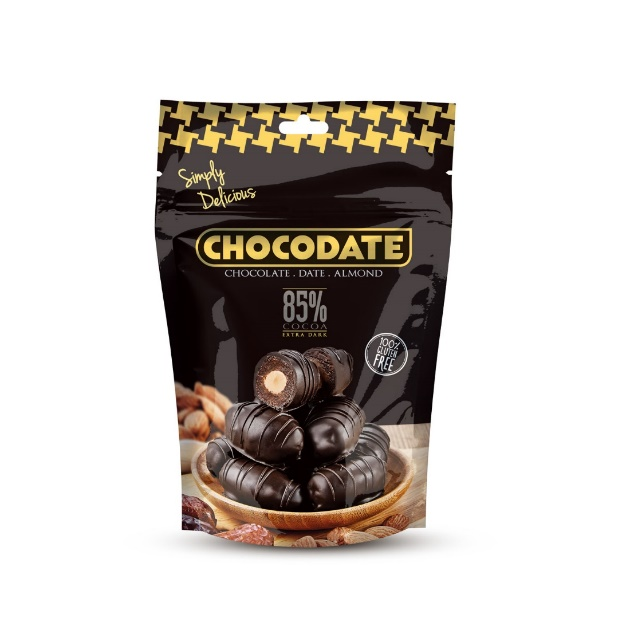 Simply
Delicious
CHOCODATE
CHOCOLATE . DATE . ALMOND
85%
COCOA
EXTRA DARK
100%
GLUTEN
FREE